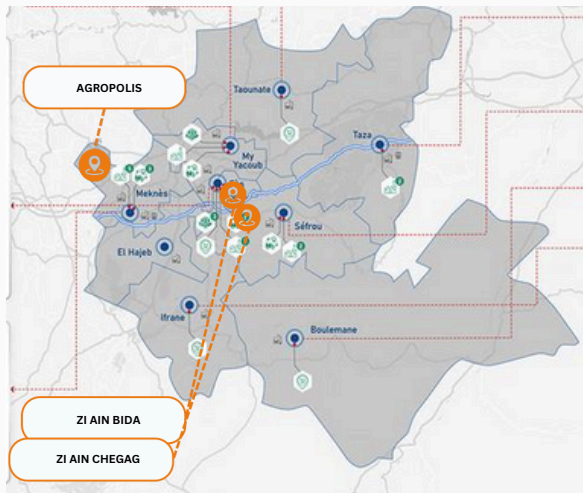 AGROPOLIS
Taounate
Taza
My
Yacoub
Meknès
Séfrou
El Hajeb
Ifrane
Boulemane
ZI AIN BIDA
ZI AIN CHEGAG